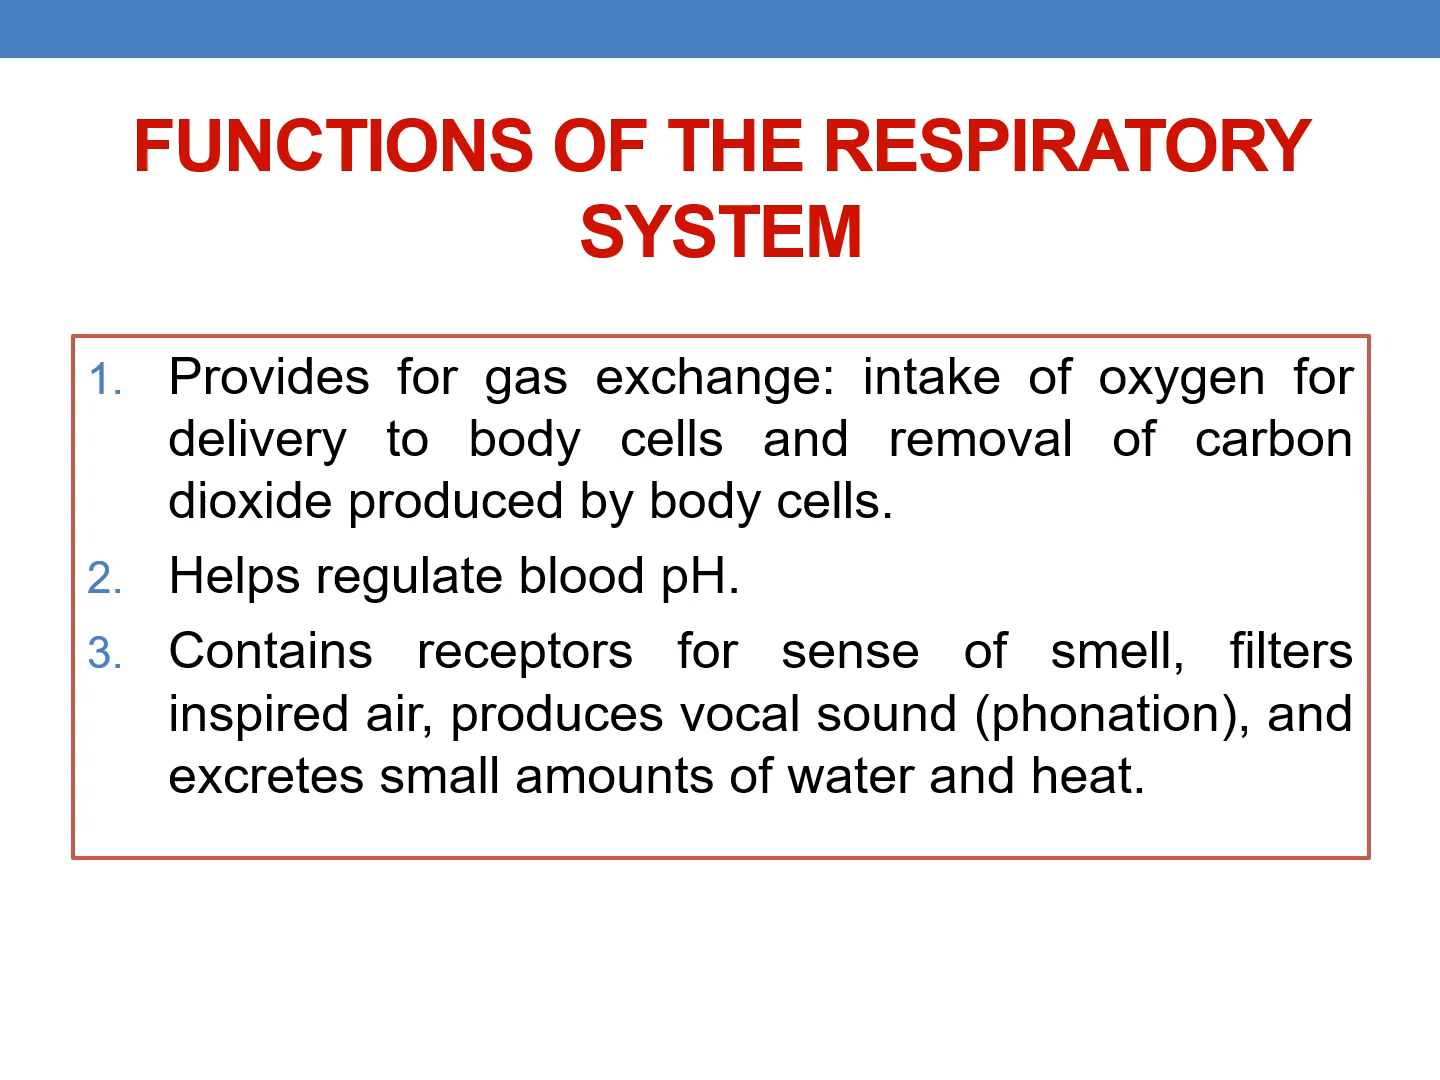 FUNCTIONS OF THE RESPIRATORY
SYSTEM
1. Provides for gas exchange: intake of oxygen for
delivery to body cells and removal of carbon
dioxide produced by body cells.
2. Helps regulate blood pH.
3. Contains receptors for sense of smell, filters
inspired air, produces vocal sound (phonation), and
excretes small amounts of water and heat.